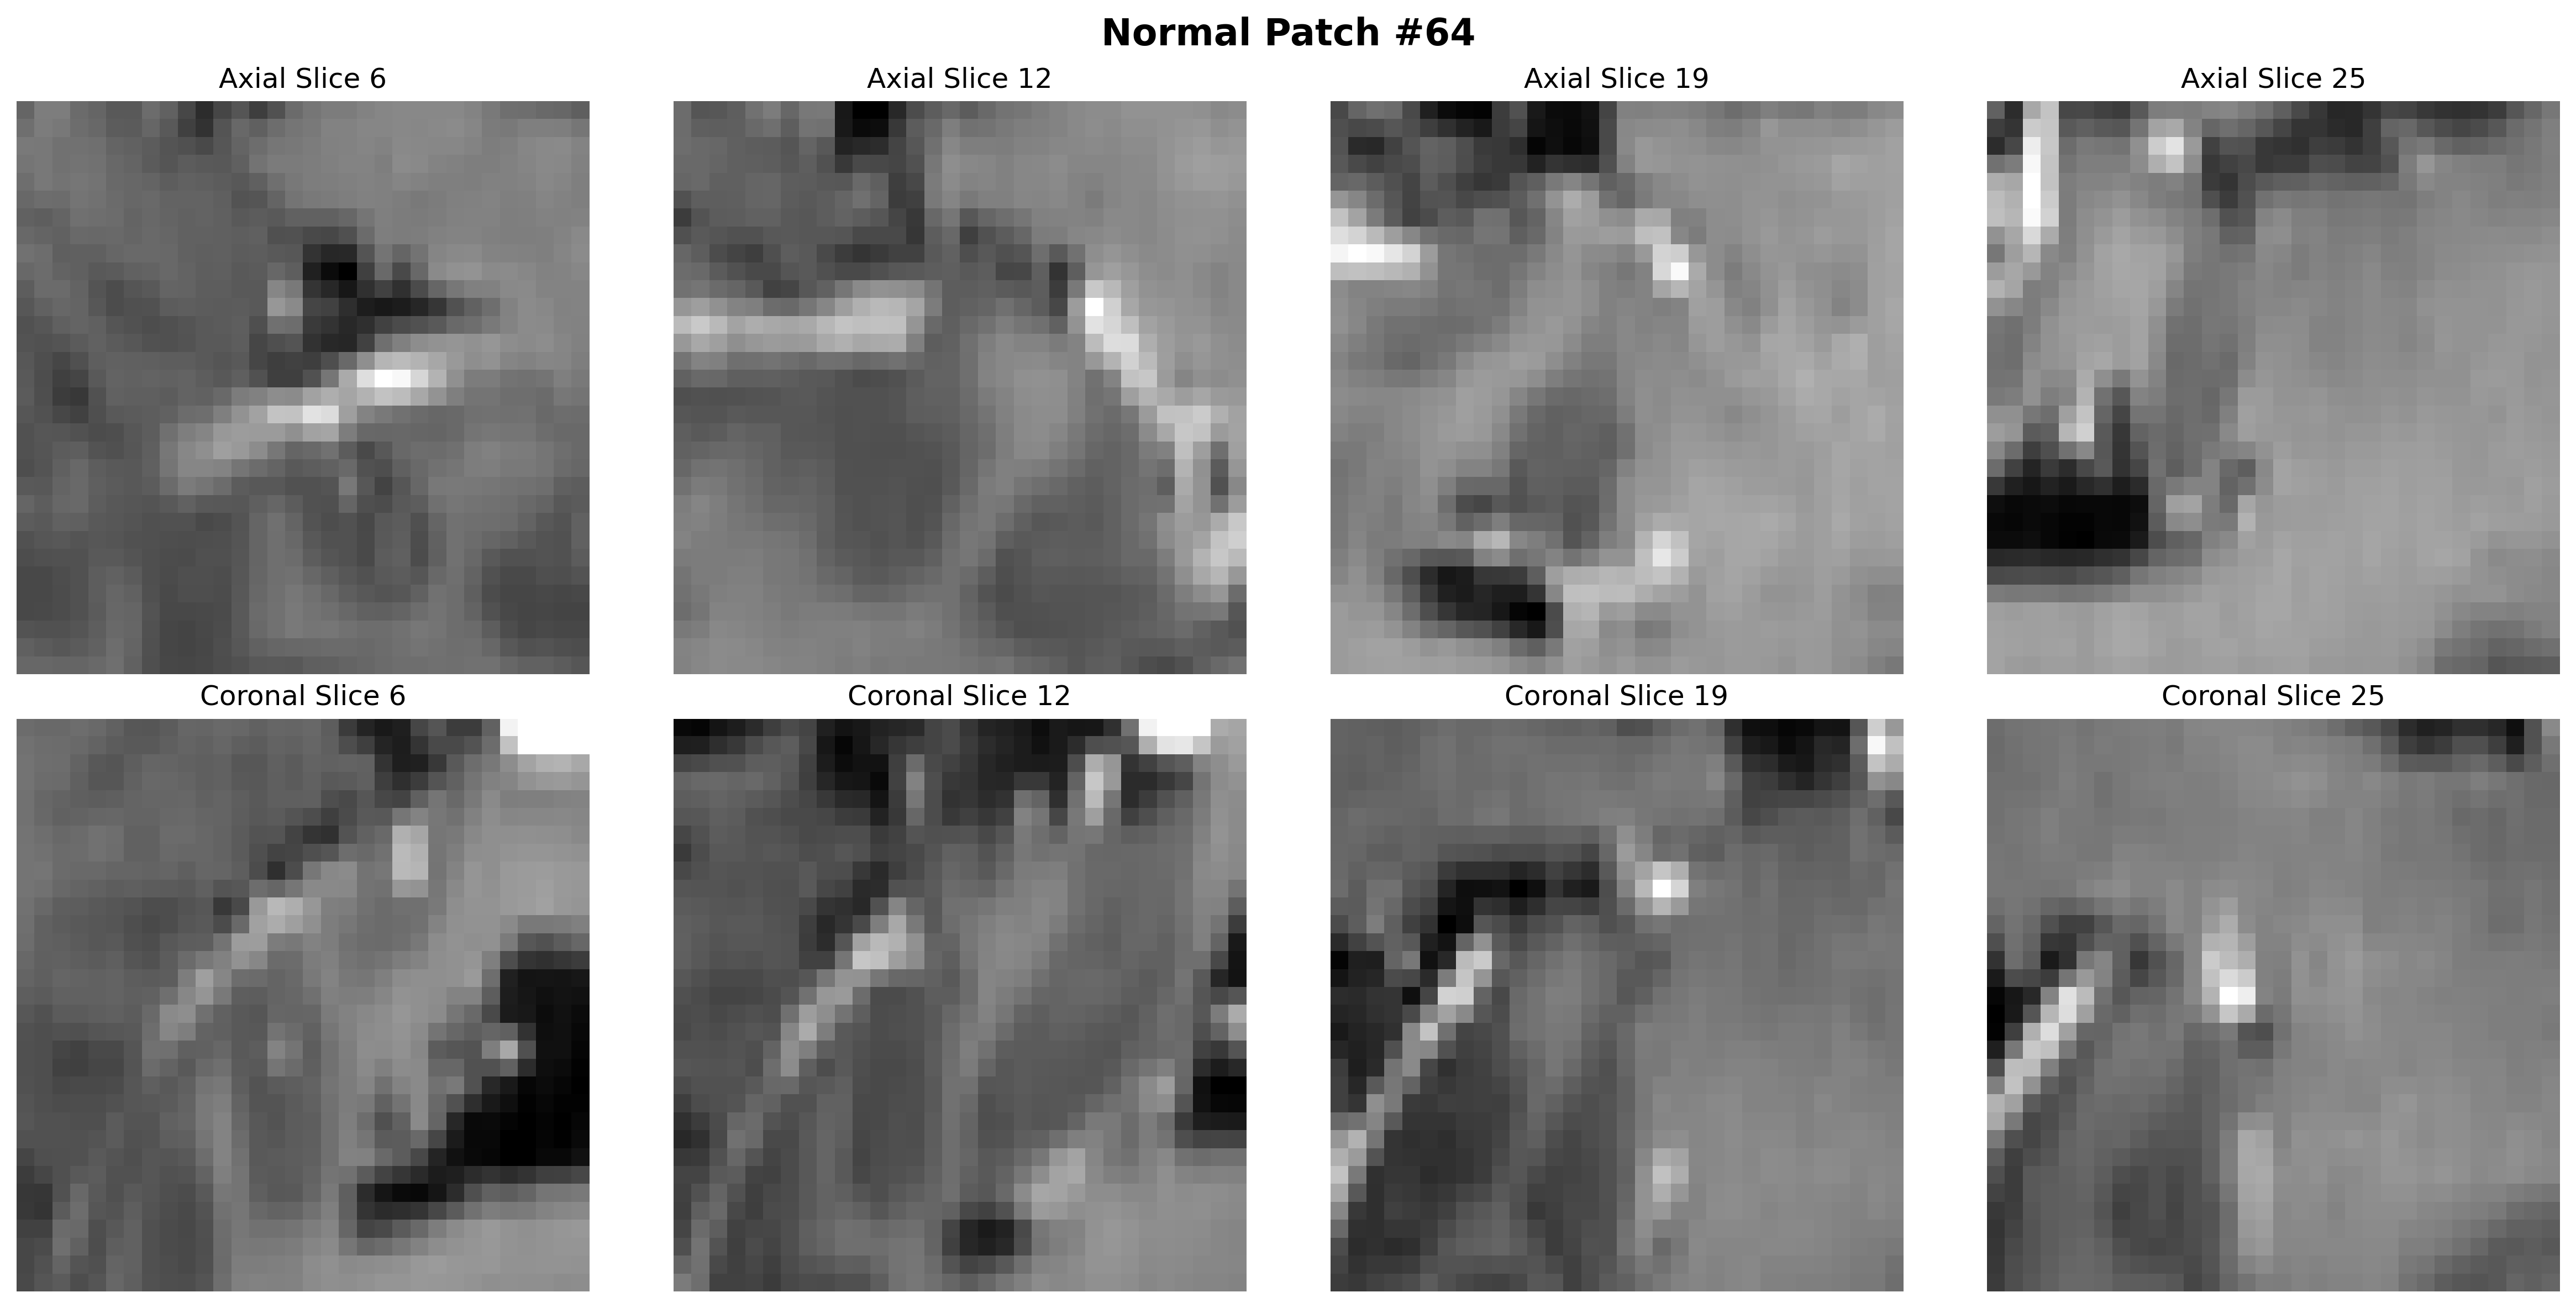 Normal Patch #64
Axial Slice 6
Axial Slice 12
Axial Slice 19
Axial Slice 25
Coronal Slice 6
Coronal Slice 12
Coronal Slice 19
Coronal Slice 25